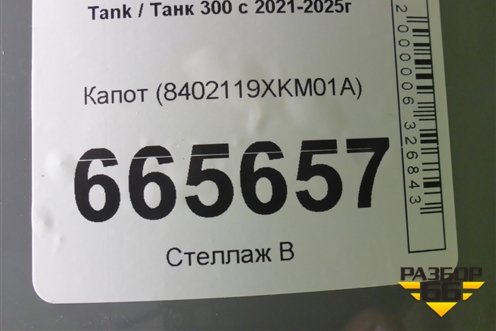 Tank / Танк 300 с 2021-2025г
Капот (8402119XKM01A)
665657
Стеллаж В
2000006326843
РАЗБОР
66